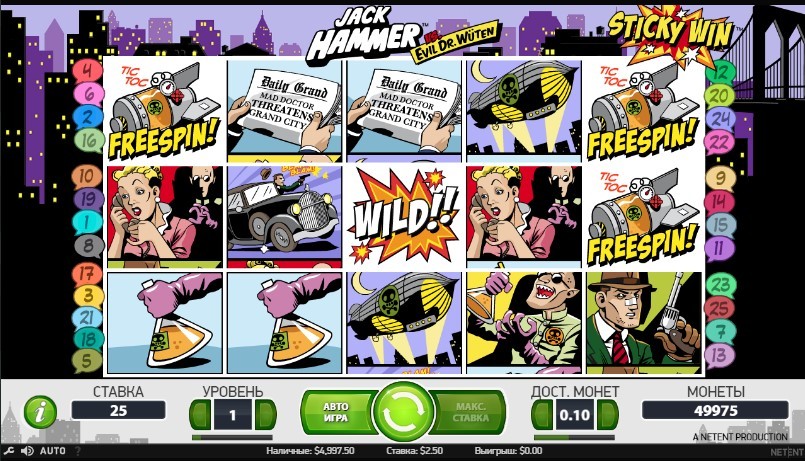 JACK
HAMMER™
VS. EVIL DR. WÜTEN
STICKY WIN™
4
6
2
16
10
19
1
8
17
3
21
18
5
TIC TOC
FREESPIN!
Daily Grand
MAD DOCTOR
THREATENS
GRAND CITY
Daily Grand
MAD DOCTOR
THREATENS
GRAND CITY
TIC TOC
FREESPIN!
WILD!!
TIC TOC
FREESPIN!
12
20
24
22
9
14
15
11
23
25
7
13
СТАВКА
25
УРОВЕНЬ
1
АВТО
ИГРА
МАКС.
СТАВКА
ДОСТ. МОНЕТ
0.10
МОНЕТЫ
49975
A NETENT PRODUCTION
AUTO ?
Наличные: $4,997.50 Ставка: $2.50 Выигрыш: $0.00
NETENT